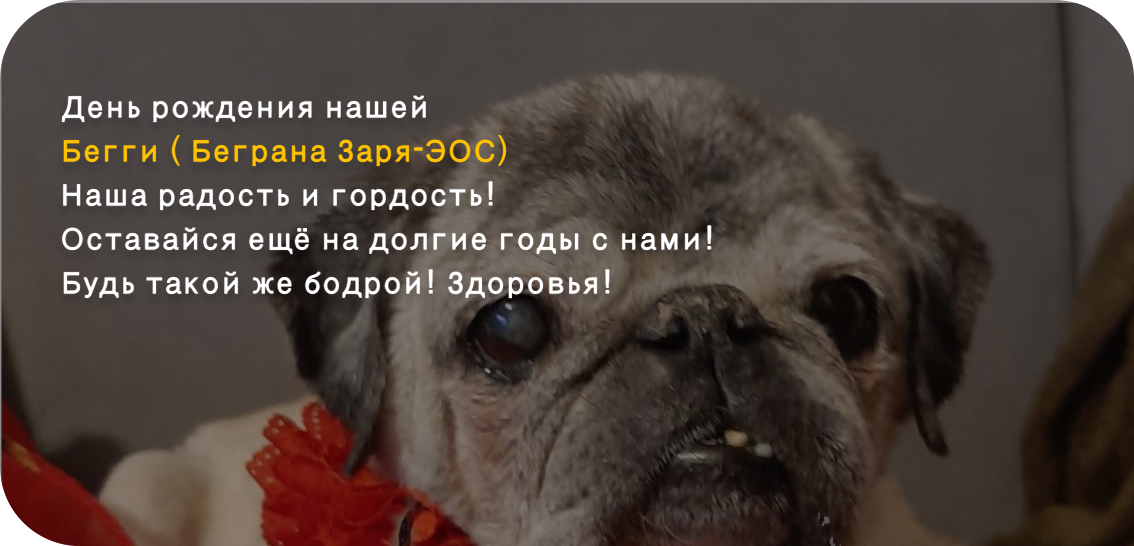 День рождения нашей
Бегги ( Беграна Заря-ЭОС)
Наша радость и гордость!
Оставайся ещё на долгие годы с нами!
Будь такой же бодрой! Здоровья!